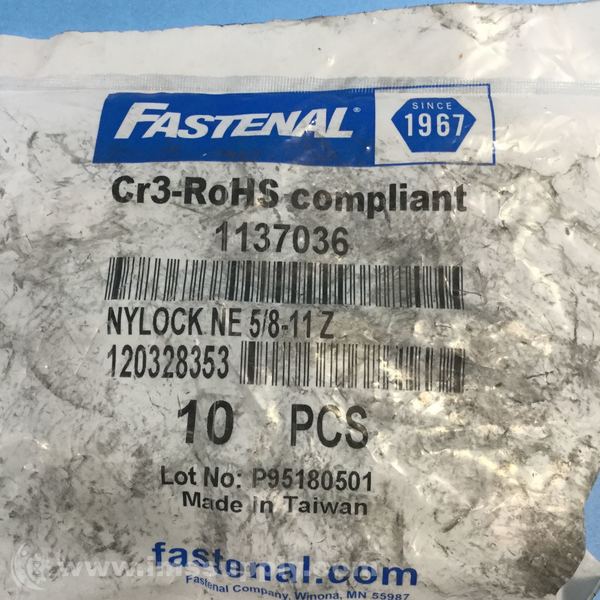 FASTENAL
SINCE
1967
Cr3-RoHS compliant
1137036
NYLOCK NE 5/8-11 Z
120328353
10 PCS
Lot No: P95180501
Made in Taiwan
fastenal.com
Fastenal Company, Winona, MN 55987